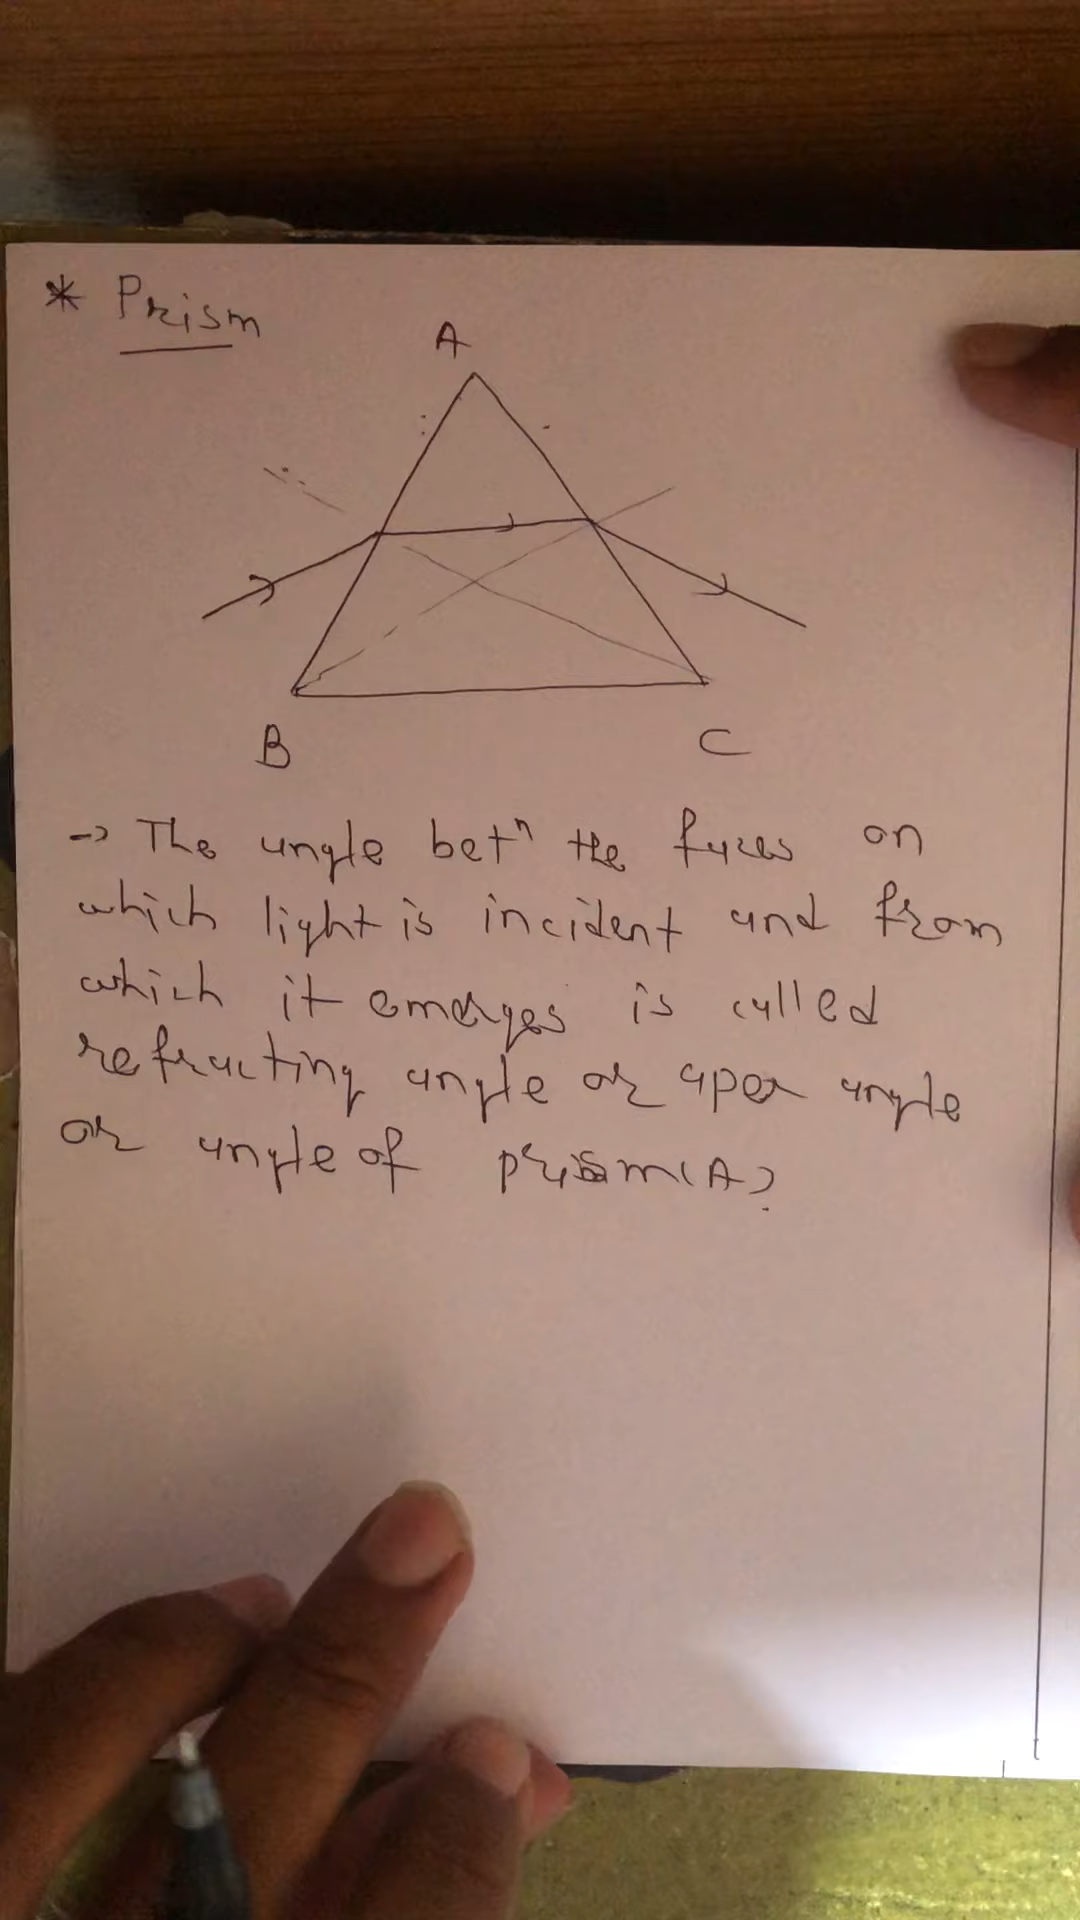 * Prism
A
B
C
→ The angle betⁿ the faces on
which light is incident and from
which it emerges is called
refracting angle or apex angle
or angle of prism (A).